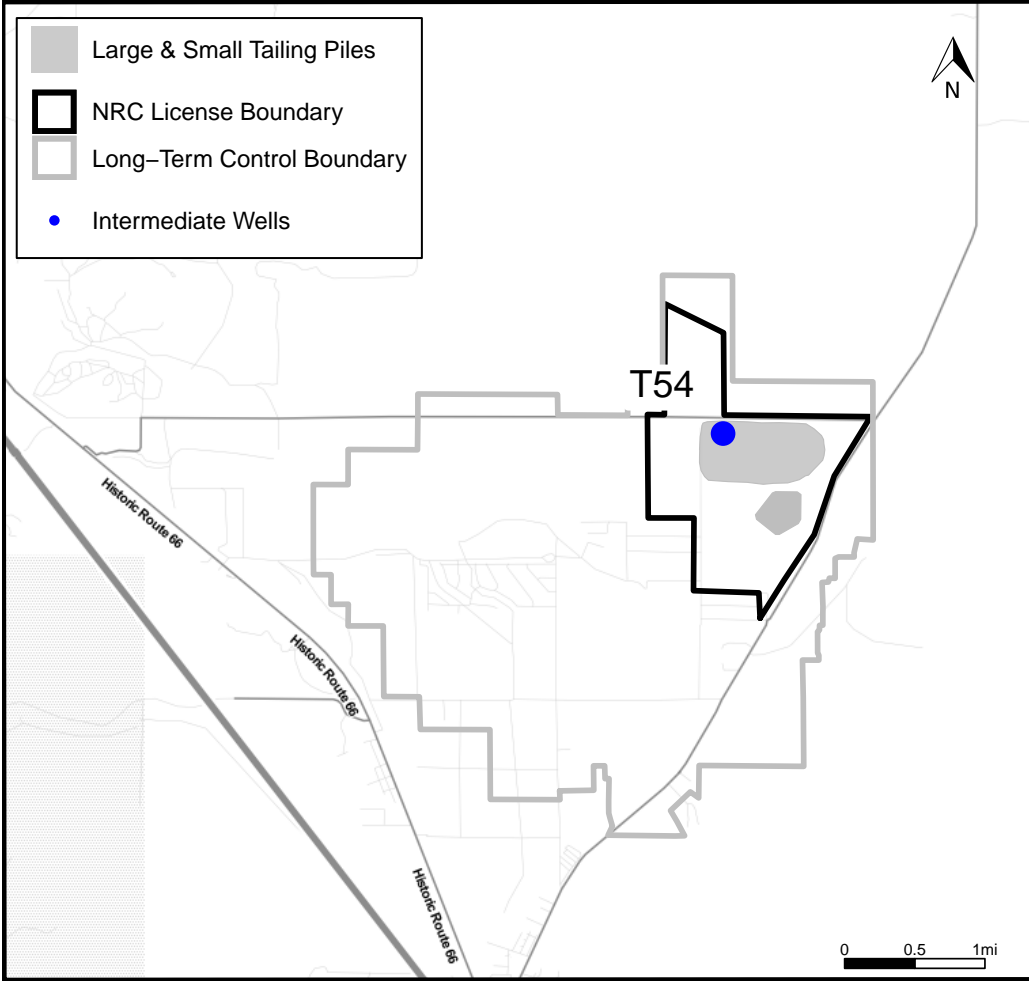 Large & Small Tailing Piles
NRC License Boundary
Long−Term Control Boundary
Intermediate Wells
N
T54
Historic Route 66
Historic Route 66
Historic Route 66
0 0.5 1mi